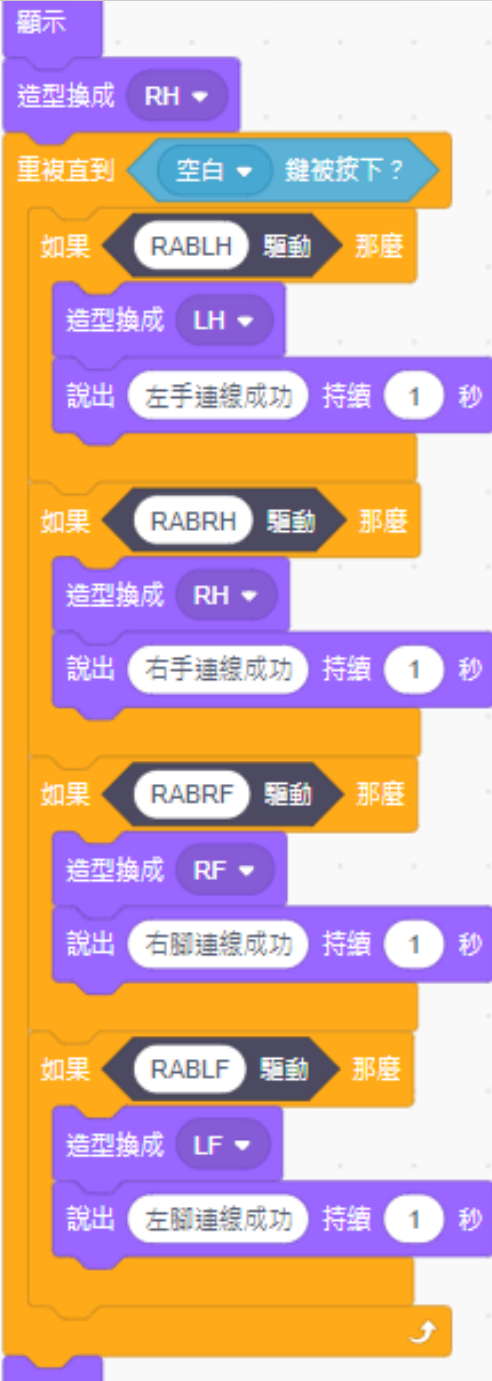 顯示
造型換成 RH
重複直到 空白 鍵被按下？
如果 RABLH 驅動 那麼
造型換成 LH
說出 左手連線成功 持續 1 秒
如果 RABRH 驅動 那麼
造型換成 RH
說出 右手連線成功 持續 1 秒
如果 RABRF 驅動 那麼
造型換成 RF
說出 右腳連線成功 持續 1 秒
如果 RABLF 驅動 那麼
造型換成 LF
說出 左腳連線成功 持續 1 秒